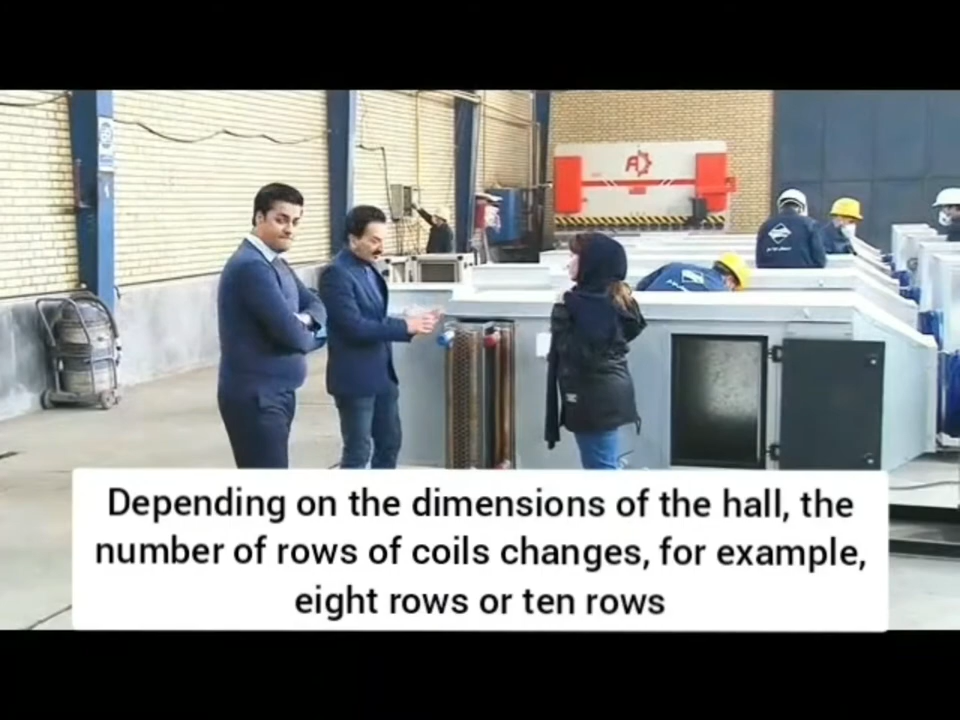 Depending on the dimensions of the hall, the
number of rows of coils changes, for example,
eight rows or ten rows